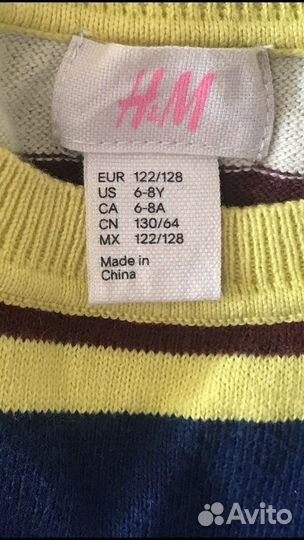 H&M
EUR 122/128
US 6-8Y
CA 6-8A
CN 130/64
MX 122/128
Made in
China
Avito